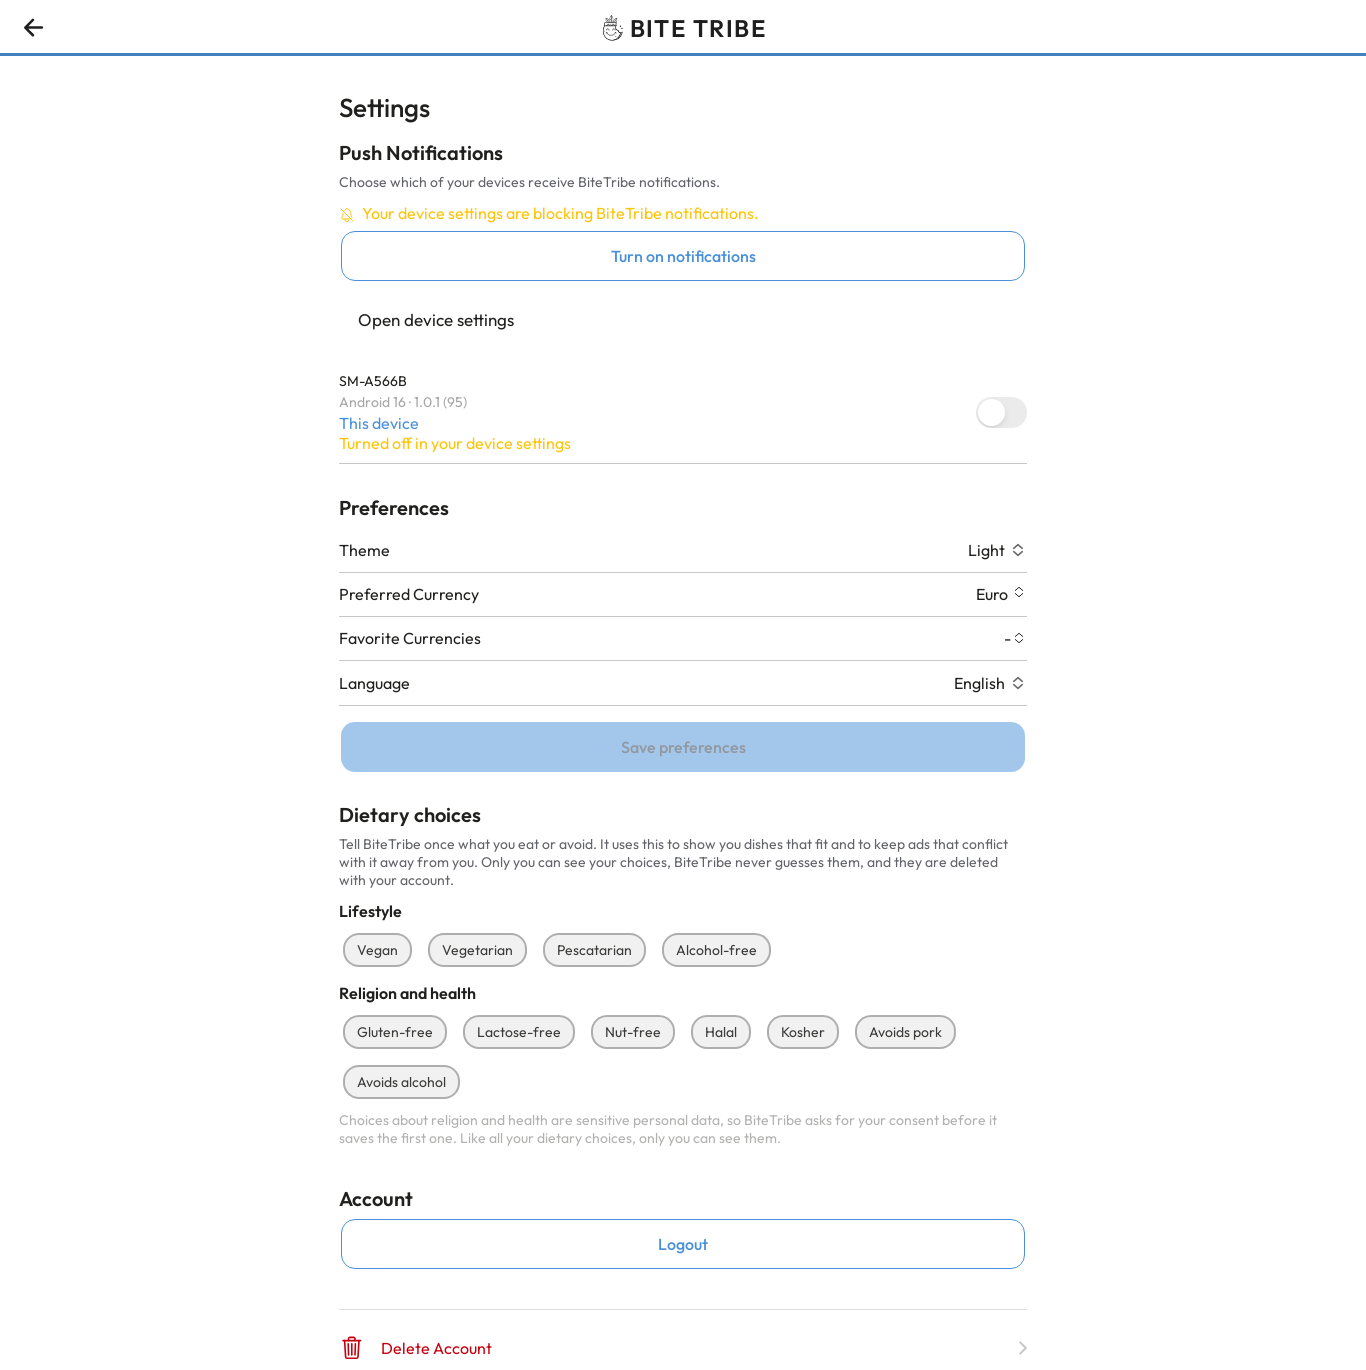 BITE TRIBE
Settings
Push Notifications
Choose which of your devices receive BiteTribe notifications.
Your device settings are blocking BiteTribe notifications.
Turn on notifications
Open device settings
SM-A566B
Android 16 · 1.0.1 (95)
This device
Turned off in your device settings
Preferences
Theme Light
Preferred Currency Euro
Favorite Currencies -
Language English
Save preferences
Dietary choices
Tell BiteTribe once what you eat or avoid. It uses this to show you dishes that fit and to keep ads that conflict
with it away from you. Only you can see your choices, BiteTribe never guesses them, and they are deleted
with your account.
Lifestyle
Vegan Vegetarian Pescatarian Alcohol-free
Religion and health
Gluten-free Lactose-free Nut-free Halal Kosher Avoids pork
Avoids alcohol
Choices about religion and health are sensitive personal data, so BiteTribe asks for your consent before it
saves the first one. Like all your dietary choices, only you can see them.
Account
Logout
Delete Account